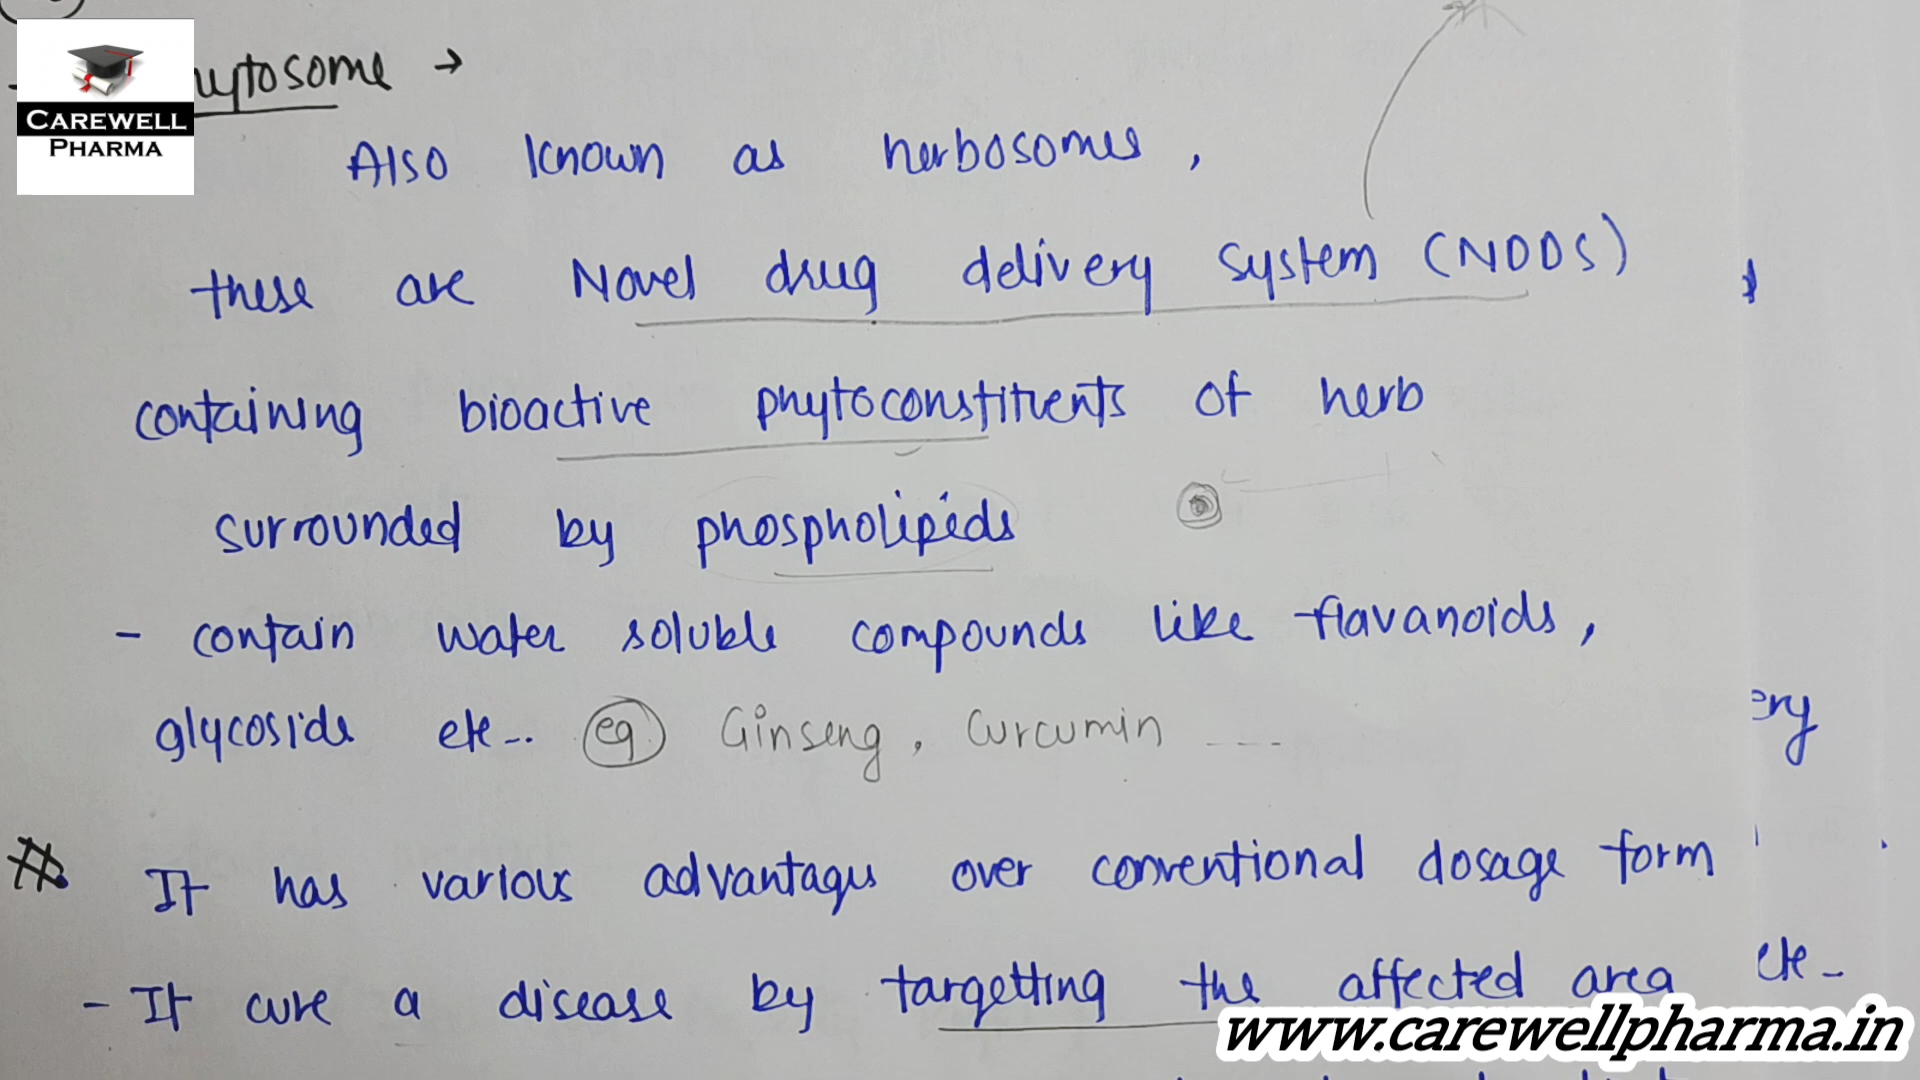 CAREWELL
PHARMA
hytosome →
Also known as herbosomes,
these are Novel drug delivery system (NDDS)
containing bioactive phytoconstituents of herb
surrounded by phospholipids
- contain water soluble compounds like flavanoids,
glycoside etc.. eg Ginseng, Curcumin ----
ery
# It has various advantages over conventional dosage form
- It cure a disease by targetting the affected area etc-
www.carewellpharma.in